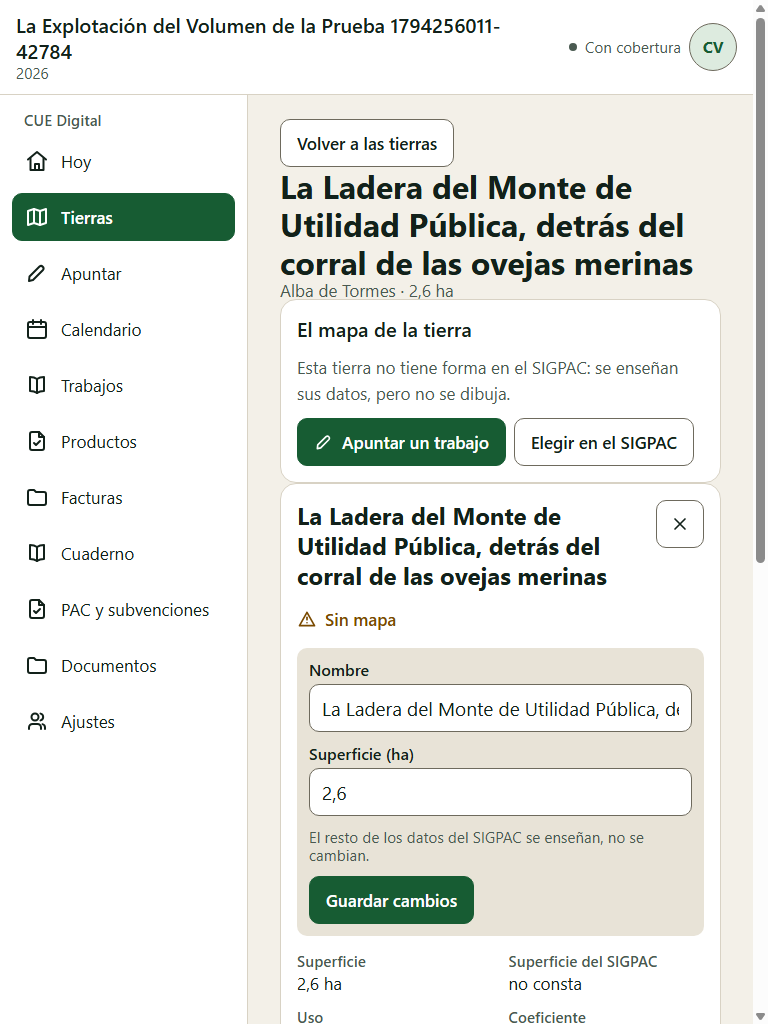 La Explotación del Volumen de la Prueba 1794256011-
42784
2026
Con cobertura
CV
CUE Digital
Hoy
Tierras
Apuntar
Calendario
Trabajos
Productos
Facturas
Cuaderno
PAC y subvenciones
Documentos
Ajustes
Volver a las tierras
La Ladera del Monte de
Utilidad Pública, detrás del
corral de las ovejas merinas
Alba de Tormes · 2,6 ha
El mapa de la tierra
Esta tierra no tiene forma en el SIGPAC: se enseñan
sus datos, pero no se dibuja.
Apuntar un trabajo
Elegir en el SIGPAC
La Ladera del Monte de
Utilidad Pública, detrás del
corral de las ovejas merinas
Sin mapa
Nombre
La Ladera del Monte de Utilidad Pública, de
Superficie (ha)
2,6
El resto de los datos del SIGPAC se enseñan, no se
cambian.
Guardar cambios
Superficie
2,6 ha
Superficie del SIGPAC
no consta
Uso
Coeficiente